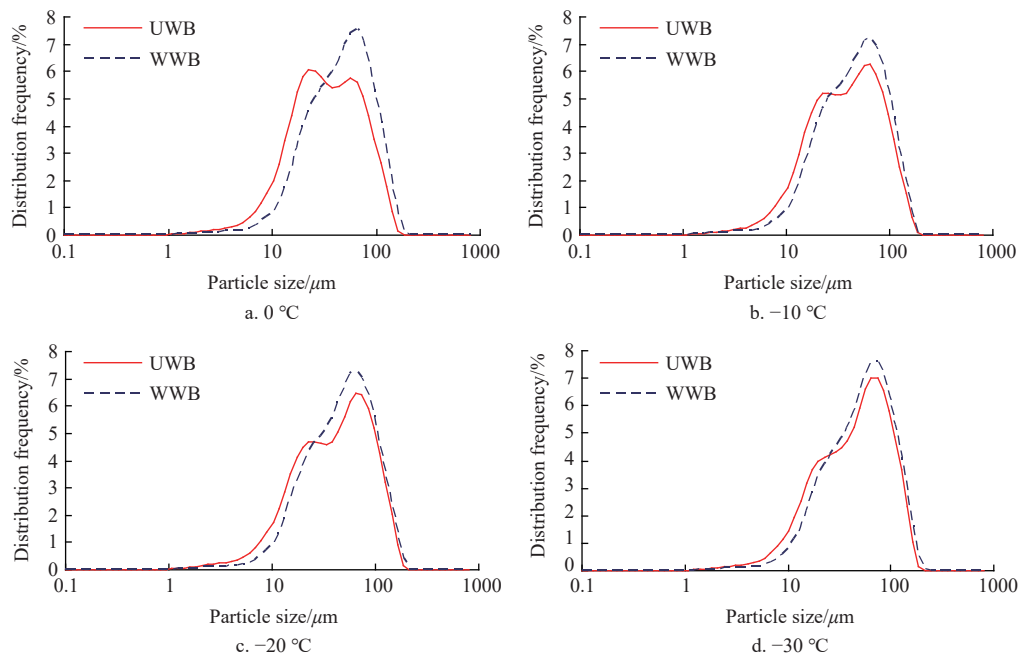 Distribution frequency/%
8
7
6
5
4
3
2
1
0
UWB
WWB
0.1 1 10 100 1000
Particle size/μm
a. 0 ℃
Distribution frequency/%
8
7
6
5
4
3
2
1
0
UWB
WWB
0.1 1 10 100 1000
Particle size/μm
b. −10 ℃
Distribution frequency/%
8
7
6
5
4
3
2
1
0
UWB
WWB
0.1 1 10 100 1000
Particle size/μm
c. −20 ℃
Distribution frequency/%
8
7
6
5
4
3
2
1
0
UWB
WWB
0.1 1 10 100 1000
Particle size/μm
d. −30 ℃